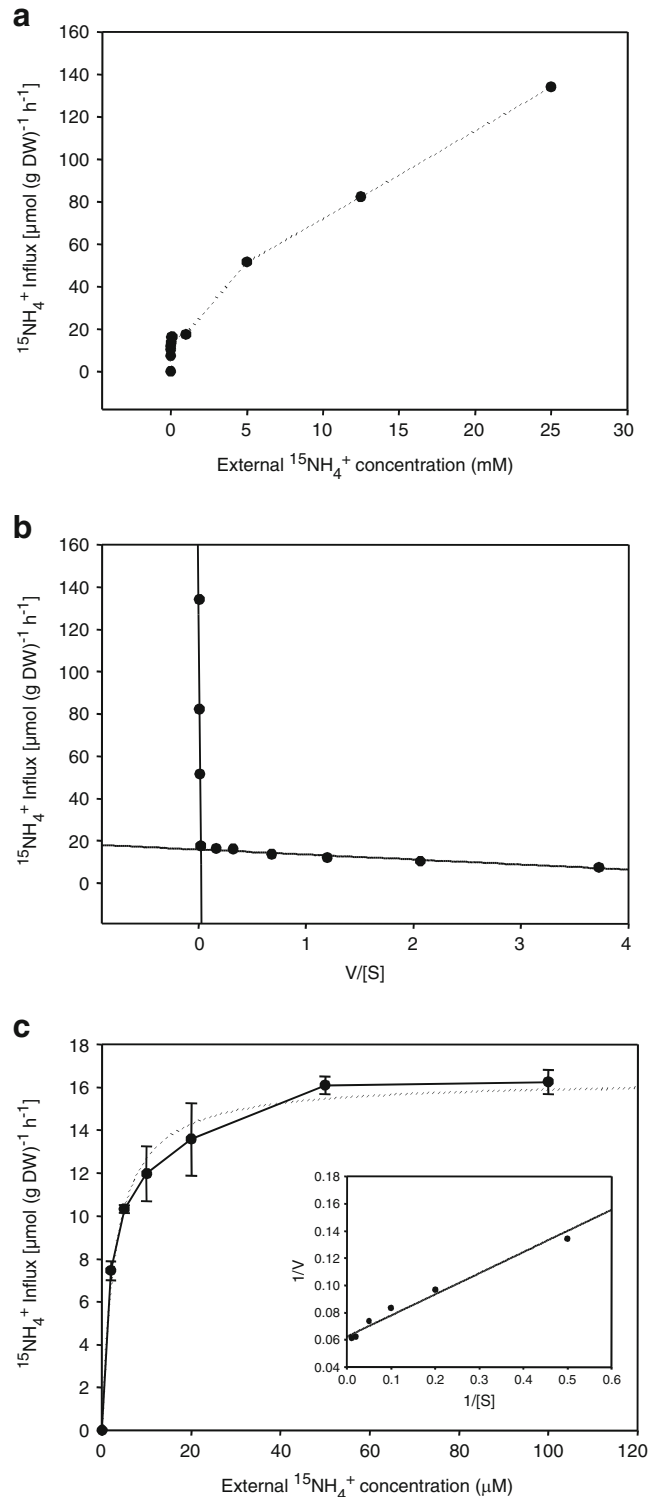 a
160
140
120
100
80
60
40
20
0
¹⁵NH₄⁺ Influx [µmol (g DW)⁻¹ h⁻¹]
0 5 10 15 20 25 30
External ¹⁵NH₄⁺ concentration (mM)
b
160
140
120
100
80
60
40
20
0
¹⁵NH₄⁺ Influx [µmol (g DW)⁻¹ h⁻¹]
0 1 2 3 4
V/[S]
c
18
16
14
12
10
8
6
4
2
0
¹⁵NH₄⁺ Influx [µmol (g DW)⁻¹ h⁻¹]
0.18
0.16
0.14
0.12
0.10
0.08
0.06
0.04
1/V
0.0 0.1 0.2 0.3 0.4 0.5 0.6
1/[S]
0 20 40 60 80 100 120
External ¹⁵NH₄⁺ concentration (µM)